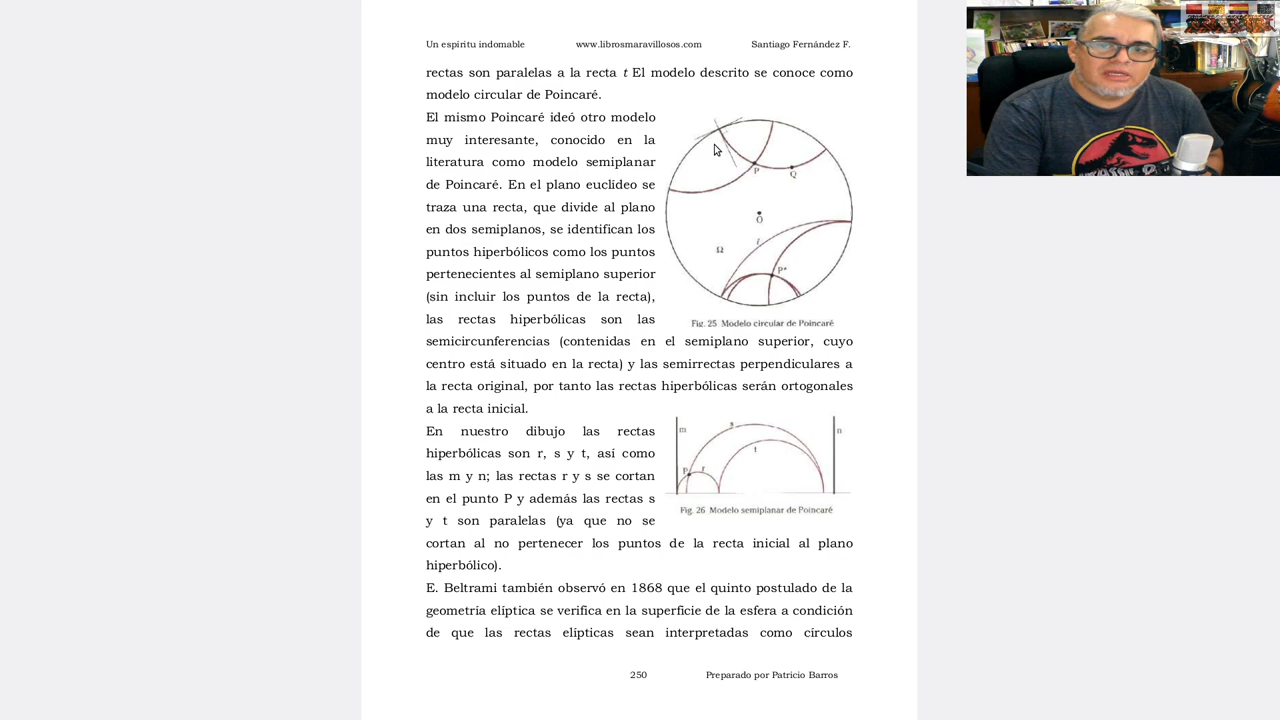 Un espíritu indomable www.librosmaravillosos.com Santiago Fernández F.
rectas son paralelas a la recta t El modelo descrito se conoce como
modelo circular de Poincaré.
El mismo Poincaré ideó otro modelo
muy interesante, conocido en la
literatura como modelo semiplanar
de Poincaré. En el plano euclídeo se
traza una recta, que divide al plano
en dos semiplanos, se identifican los
puntos hiperbólicos como los puntos
pertenecientes al semiplano superior
(sin incluir los puntos de la recta),
las rectas hiperbólicas son las
P
Q
O
t
Ω
P*
Fig. 25 Modelo circular de Poincaré
semicircunferencias (contenidas en el semiplano superior, cuyo
centro está situado en la recta) y las semirrectas perpendiculares a
la recta original, por tanto las rectas hiperbólicas serán ortogonales
a la recta inicial.
En nuestro dibujo las rectas
hiperbólicas son r, s y t, así como
las m y n; las rectas r y s se cortan
en el punto P y además las rectas s
y t son paralelas (ya que no se
m
s
n
t
P
r
Fig. 26 Modelo semiplanar de Poincaré
cortan al no pertenecer los puntos de la recta inicial al plano
hiperbólico).
E. Beltrami también observó en 1868 que el quinto postulado de la
geometría elíptica se verifica en la superficie de la esfera a condición
de que las rectas elípticas sean interpretadas como círculos
250 Preparado por Patricio Barros